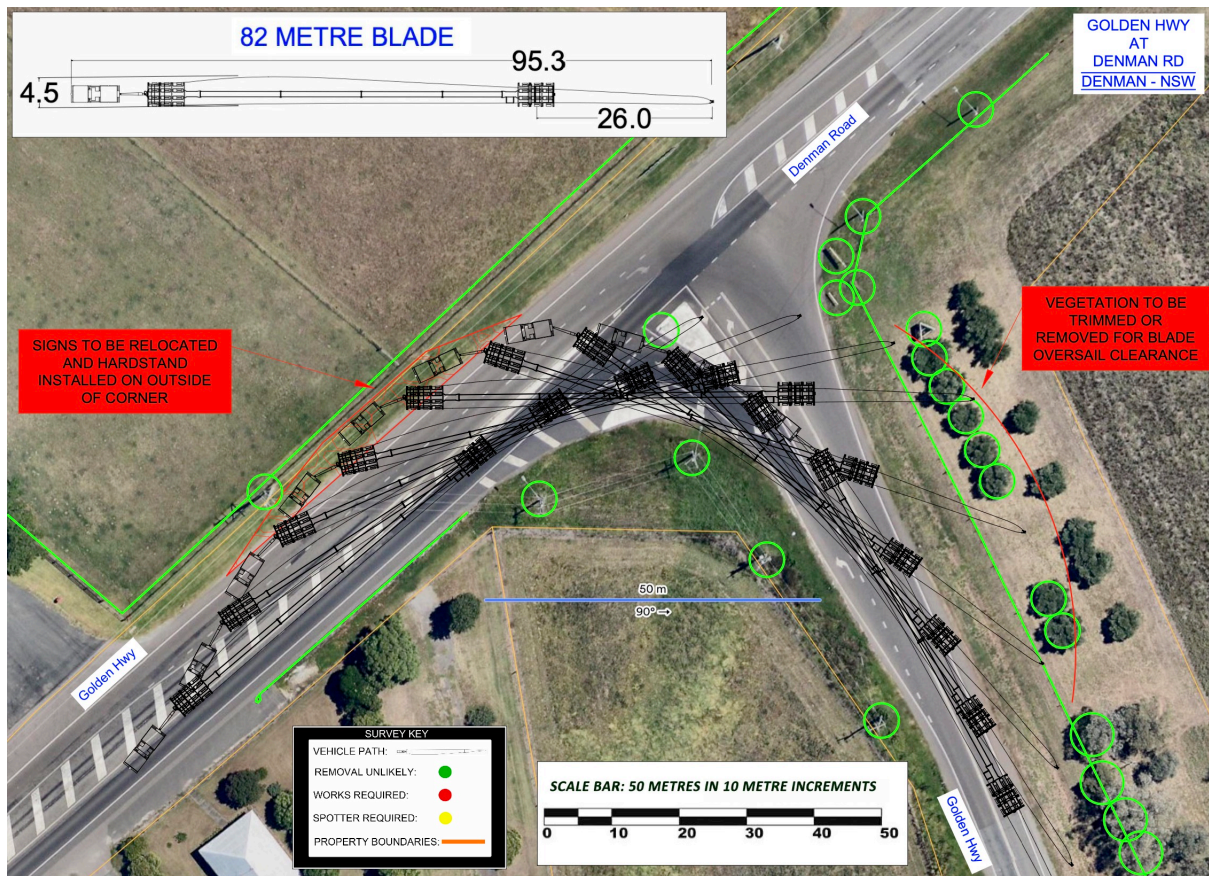 82 METRE BLADE
95.3
4.5
26.0
GOLDEN HWY
AT
DENMAN RD
DENMAN - NSW
Denman Road
SIGNS TO BE RELOCATED
AND HARDSTAND
INSTALLED ON OUTSIDE
OF CORNER
VEGETATION TO BE
TRIMMED OR
REMOVED FOR BLADE
OVERSAIL CLEARANCE
50 m
90° →
Golden Hwy
SURVEY KEY
VEHICLE PATH:
REMOVAL UNLIKELY:
WORKS REQUIRED:
SPOTTER REQUIRED:
PROPERTY BOUNDARIES:
SCALE BAR: 50 METRES IN 10 METRE INCREMENTS
0 10 20 30 40 50
Golden Hwy